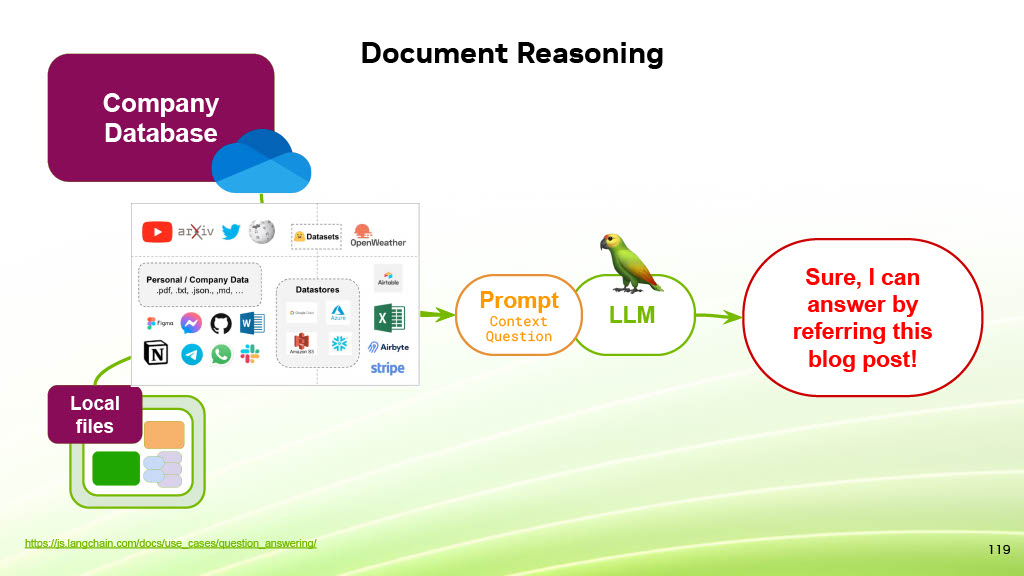 Document Reasoning
Company
Database
arXiv
Datasets
OpenWeather
Personal / Company Data
.pdf, .txt, .json., ,md, …
Datastores
Airtable
Figma
Google Cloud
Azure
Amazon S3
Airbyte
stripe
Prompt
Context
Question
LLM
Sure, I can
answer by
referring this
blog post!
Local
files
https://js.langchain.com/docs/use_cases/question_answering/
119